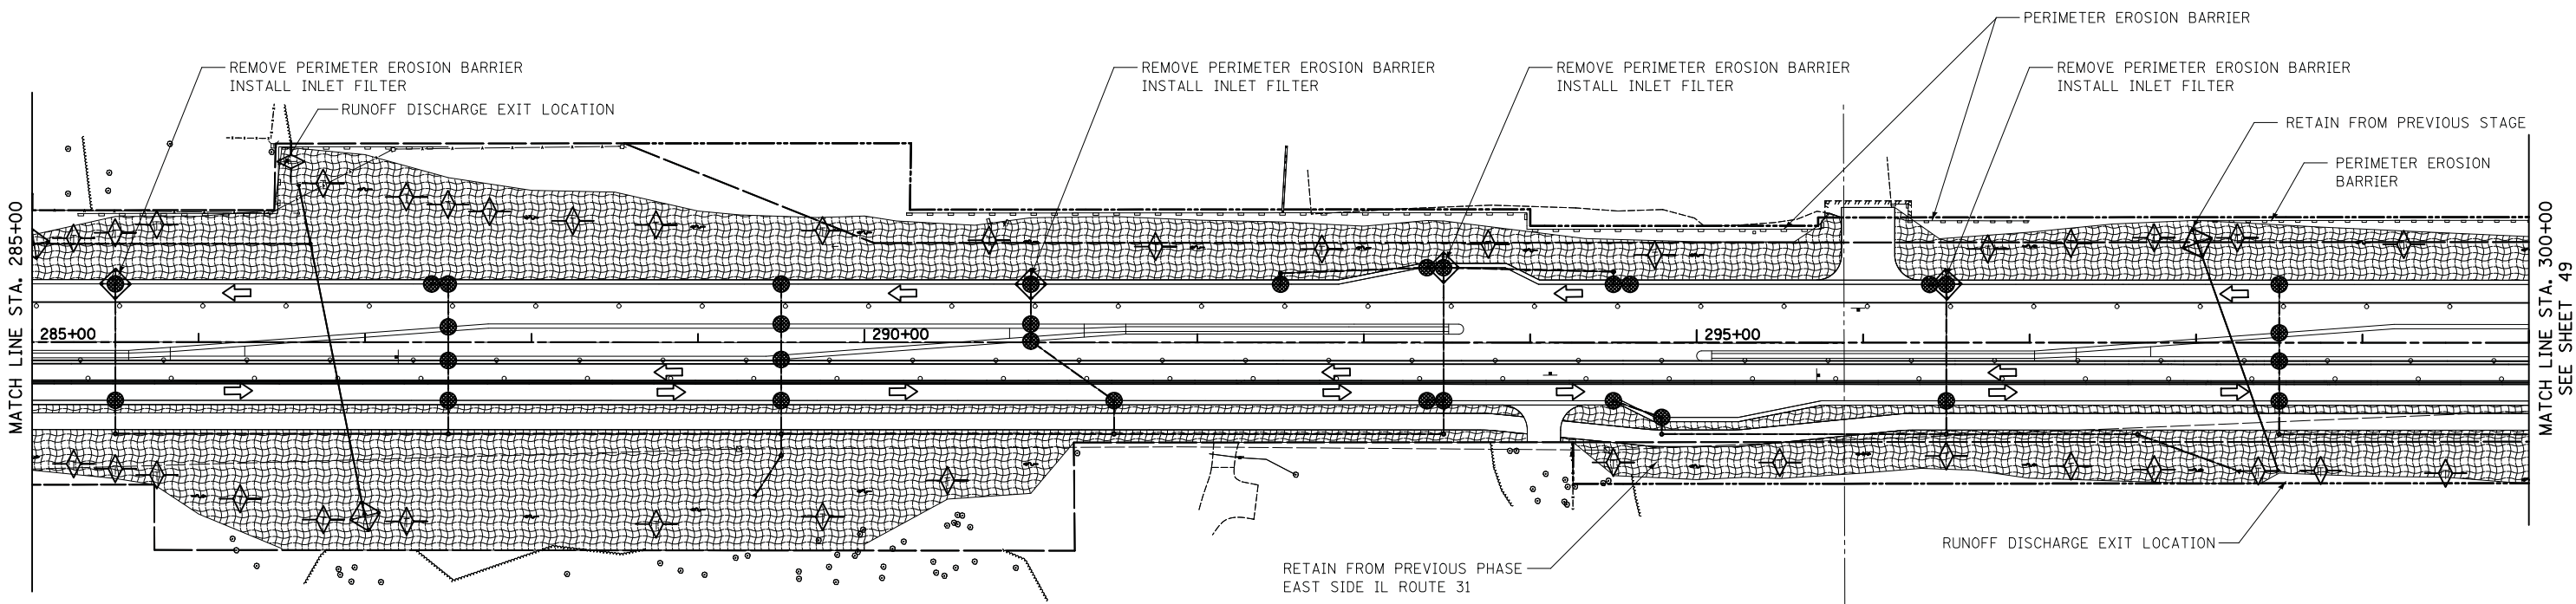 PERIMETER EROSION BARRIER
REMOVE PERIMETER EROSION BARRIER
INSTALL INLET FILTER
REMOVE PERIMETER EROSION BARRIER
INSTALL INLET FILTER
REMOVE PERIMETER EROSION BARRIER
INSTALL INLET FILTER
REMOVE PERIMETER EROSION BARRIER
INSTALL INLET FILTER
RUNOFF DISCHARGE EXIT LOCATION
RETAIN FROM PREVIOUS STAGE
PERIMETER EROSION
BARRIER
MATCH LINE STA. 285+00
285+00
290+00
295+00
MATCH LINE STA. 300+00
SEE SHEET 49
RUNOFF DISCHARGE EXIT LOCATION
RETAIN FROM PREVIOUS PHASE
EAST SIDE IL ROUTE 31